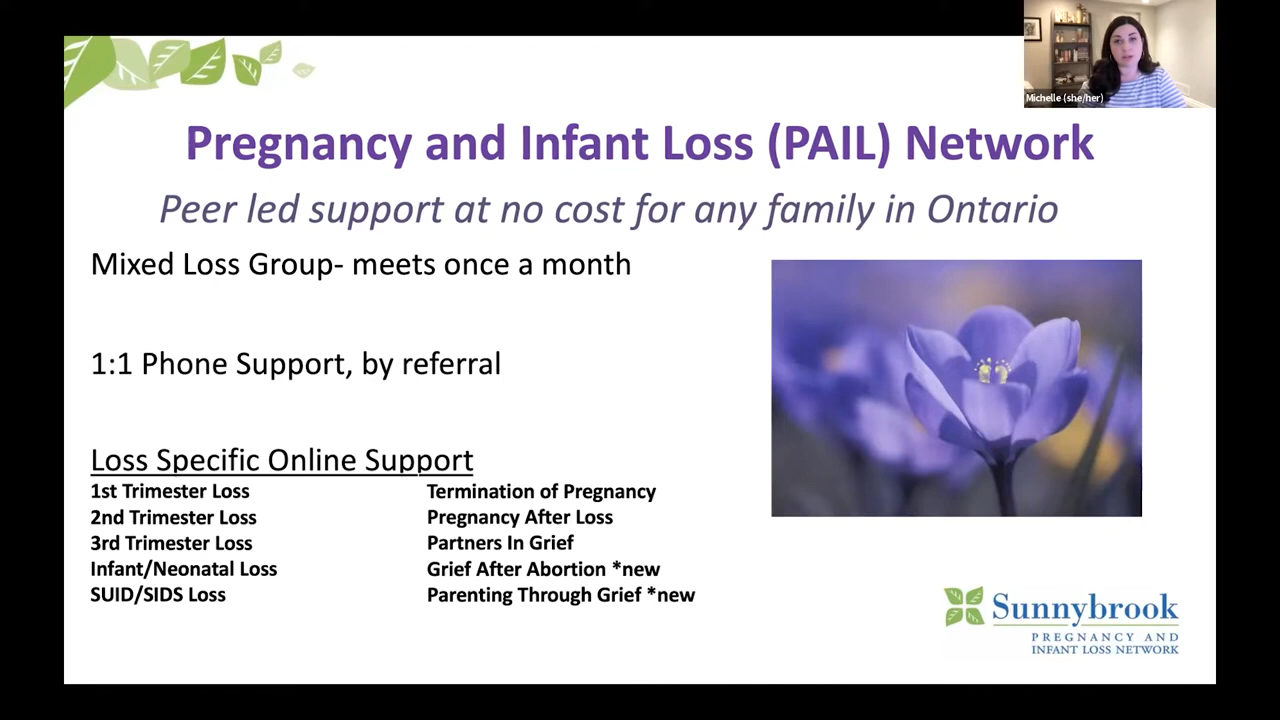 Michelle (she/her)
Pregnancy and Infant Loss (PAIL) Network
Peer led support at no cost for any family in Ontario
Mixed Loss Group- meets once a month
1:1 Phone Support, by referral
Loss Specific Online Support
1st Trimester Loss
2nd Trimester Loss
3rd Trimester Loss
Infant/Neonatal Loss
SUID/SIDS Loss
Termination of Pregnancy
Pregnancy After Loss
Partners In Grief
Grief After Abortion *new
Parenting Through Grief *new
Sunnybrook
PREGNANCY AND
INFANT LOSS NETWORK